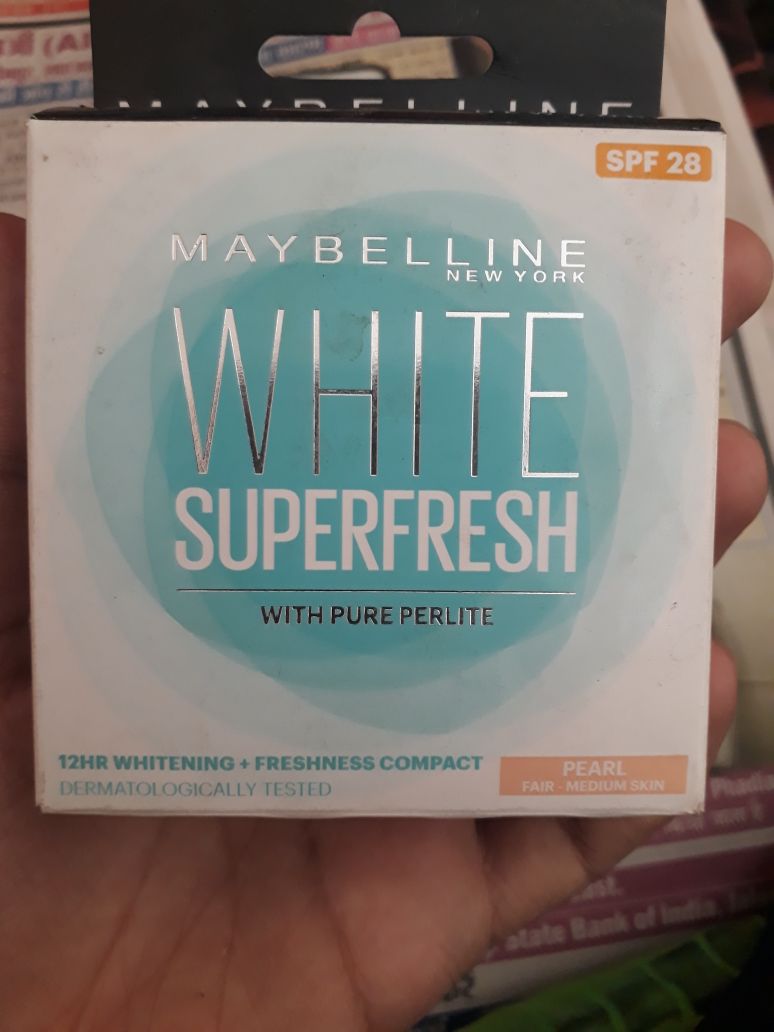 MAYBELLINE
SPF 28
MAYBELLINE
NEW YORK
WHITE
SUPERFRESH
WITH PURE PERLITE
12HR WHITENING + FRESHNESS COMPACT
DERMATOLOGICALLY TESTED
PEARL
FAIR - MEDIUM SKIN
State Bank of India.